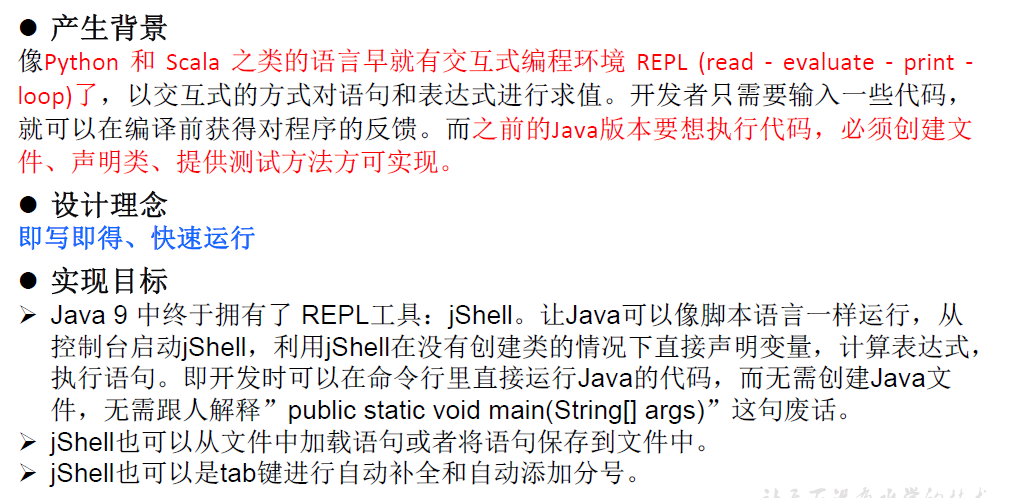 ● 产生背景
像Python 和 Scala 之类的语言早就有交互式编程环境 REPL (read - evaluate - print -
loop)了，以交互式的方式对语句和表达式进行求值。开发者只需要输入一些代码，
就可以在编译前获得对程序的反馈。而之前的Java版本要想执行代码，必须创建文
件、声明类、提供测试方法方可实现。
● 设计理念
即写即得、快速运行
● 实现目标
➢ Java 9 中终于拥有了 REPL工具：jShell。让Java可以像脚本语言一样运行，从
控制台启动jShell，利用jShell在没有创建类的情况下直接声明变量，计算表达式，
执行语句。即开发时可以在命令行里直接运行Java的代码，而无需创建Java文
件，无需跟人解释”public static void main(String[] args)”这句废话。
➢ jShell也可以从文件中加载语句或者将语句保存到文件中。
➢ jShell也可以是tab键进行自动补全和自动添加分号。